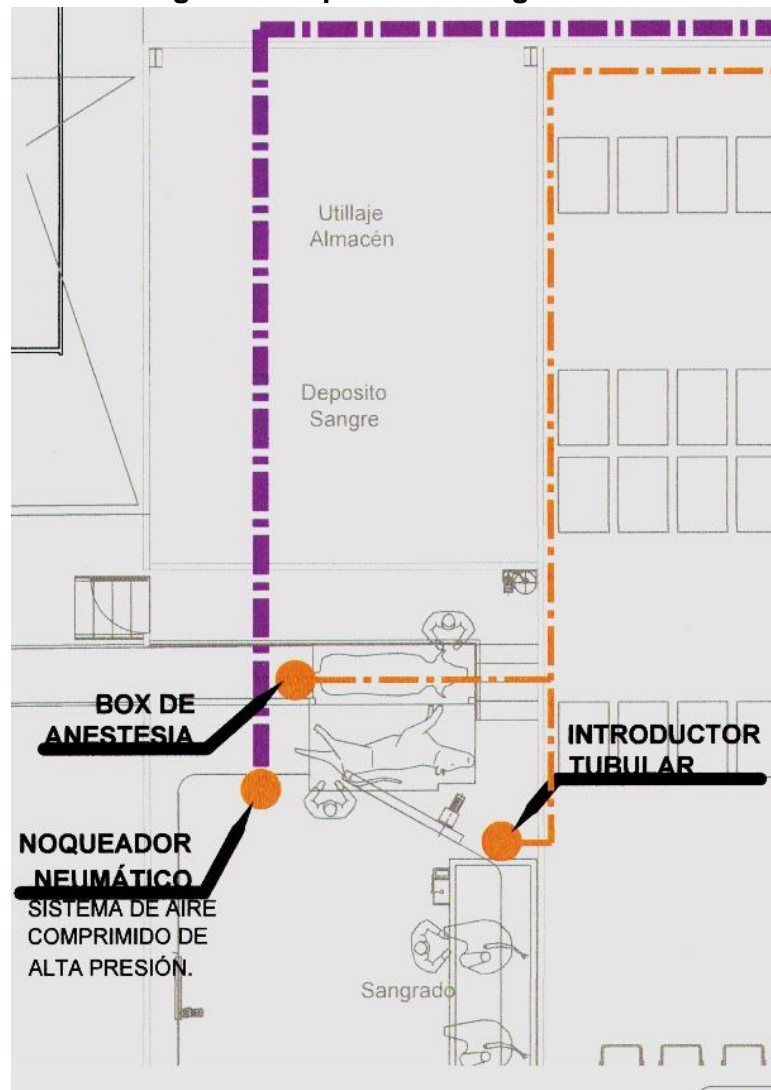 Utillaje
Almacén
Deposito
Sangre
BOX DE
ANESTESIA
INTRODUCTOR
TUBULAR
NOQUEADOR
NEUMÁTICO
SISTEMA DE AIRE
COMPRIMIDO DE
ALTA PRESIÓN.
Sangrado